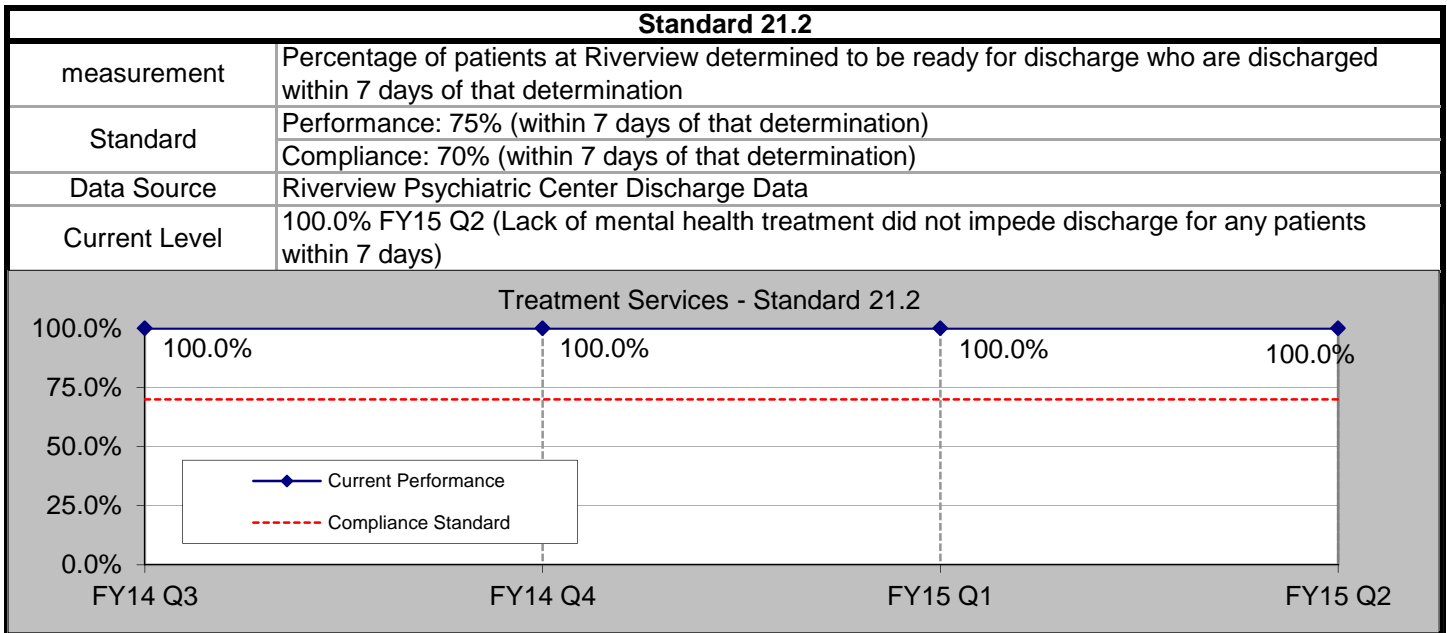 Standard 21.2
measurement
Percentage of patients at Riverview determined to be ready for discharge who are discharged
within 7 days of that determination
Standard
Performance: 75% (within 7 days of that determination)
Compliance: 70% (within 7 days of that determination)
Data Source
Riverview Psychiatric Center Discharge Data
Current Level
100.0% FY15 Q2 (Lack of mental health treatment did not impede discharge for any patients
within 7 days)
Treatment Services - Standard 21.2
100.0%
100.0% 100.0% 100.0% 100.0%
75.0%
50.0%
Current Performance
25.0%
Compliance Standard
0.0%
FY14 Q3 FY14 Q4 FY15 Q1 FY15 Q2